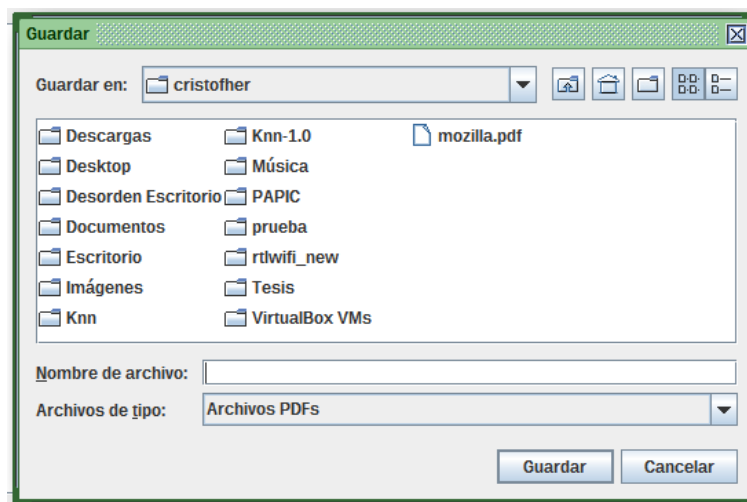 Guardar
Guardar en: cristofher
Descargas Knn-1.0 mozilla.pdf
Desktop Música
Desorden Escritorio PAPIC
Documentos prueba
Escritorio rtlwifi_new
Imágenes Tesis
Knn VirtualBox VMs
Nombre de archivo:
Archivos de tipo: Archivos PDFs
Guardar Cancelar